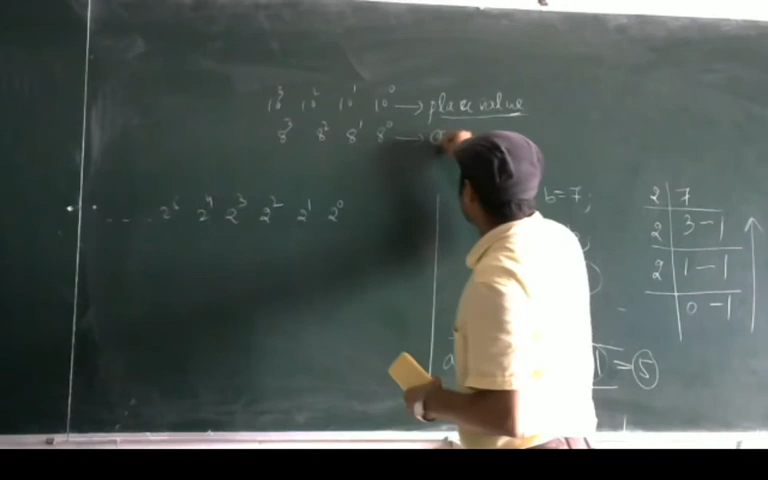 10³ 10² 10¹ 10⁰ → place value
8³ 8² 8¹ 8⁰ →
- - - . 2⁶ 2⁴ 2³ 2² 2¹ 2⁰
b=7;
2 7
2 3-1
2 1-1
0-1
= 5